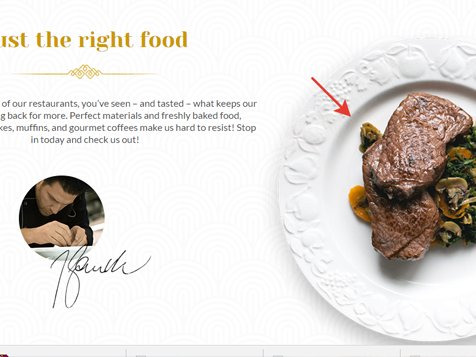 ust the right food
of our restaurants, you've seen – and tasted – what keeps our
g back for more. Perfect materials and freshly baked food,
kes, muffins, and gourmet coffees make us hard to resist! Stop
in today and check us out!